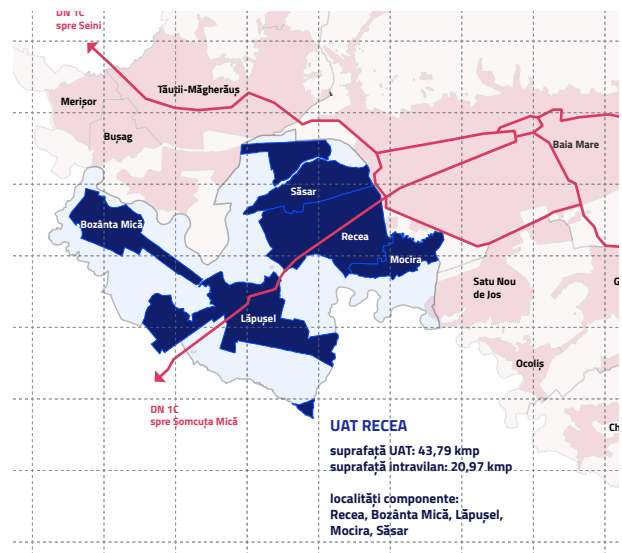 DN 1C
spre Seini
Tăuții-Măgherăuș
Merișor
Bușag
Baia Mare
Săsar
Bozânta Mică
Recea
Mocira
Satu Nou
de Jos
G
Lăpușel
Ocoliș
DN 1C
spre Șomcuta Mică
Ch
UAT RECEA
suprafață UAT: 43,79 kmp
suprafață intravilan: 20,97 kmp
localități componente:
Recea, Bozânta Mică, Lăpușel,
Mocira, Săsar